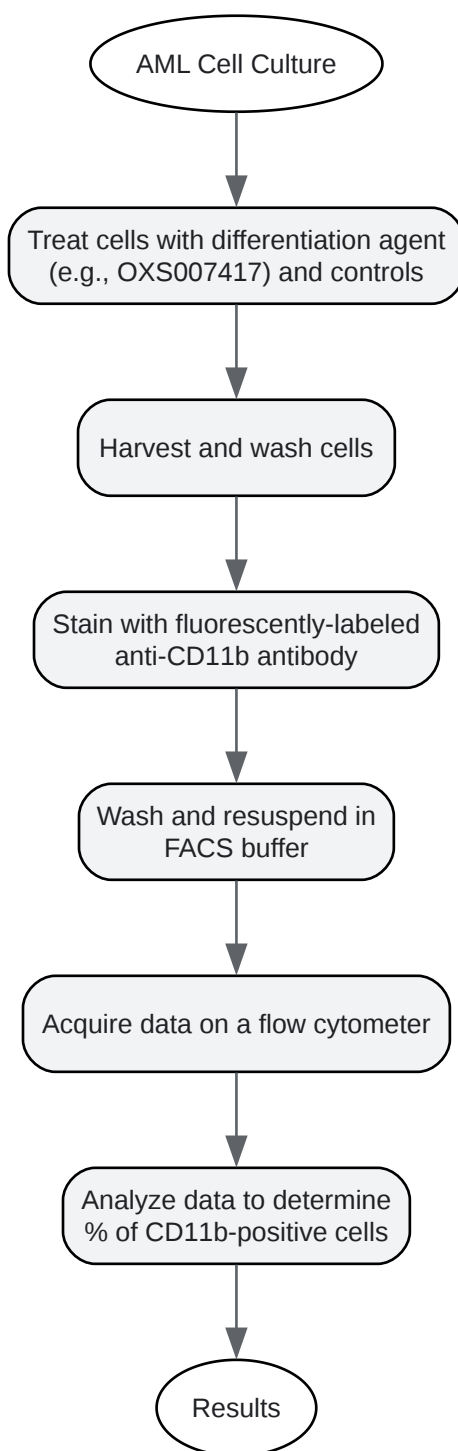 AML Cell Culture
Treat cells with differentiation agent
(e.g., OXS007417) and controls
Harvest and wash cells
Stain with fluorescently-labeled
anti-CD11b antibody
Wash and resuspend in
FACS buffer
Acquire data on a flow cytometer
Analyze data to determine
% of CD11b-positive cells
Results